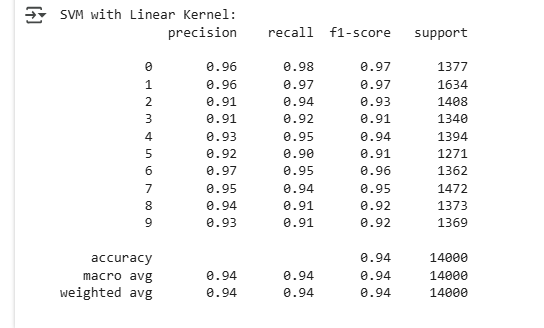 SVM with Linear Kernel:
precision recall f1-score support
0 0.96 0.98 0.97 1377
1 0.96 0.97 0.97 1634
2 0.91 0.94 0.93 1408
3 0.91 0.92 0.91 1340
4 0.93 0.95 0.94 1394
5 0.92 0.90 0.91 1271
6 0.97 0.95 0.96 1362
7 0.95 0.94 0.95 1472
8 0.94 0.91 0.92 1373
9 0.93 0.91 0.92 1369
accuracy 0.94 14000
macro avg 0.94 0.94 0.94 14000
weighted avg 0.94 0.94 0.94 14000